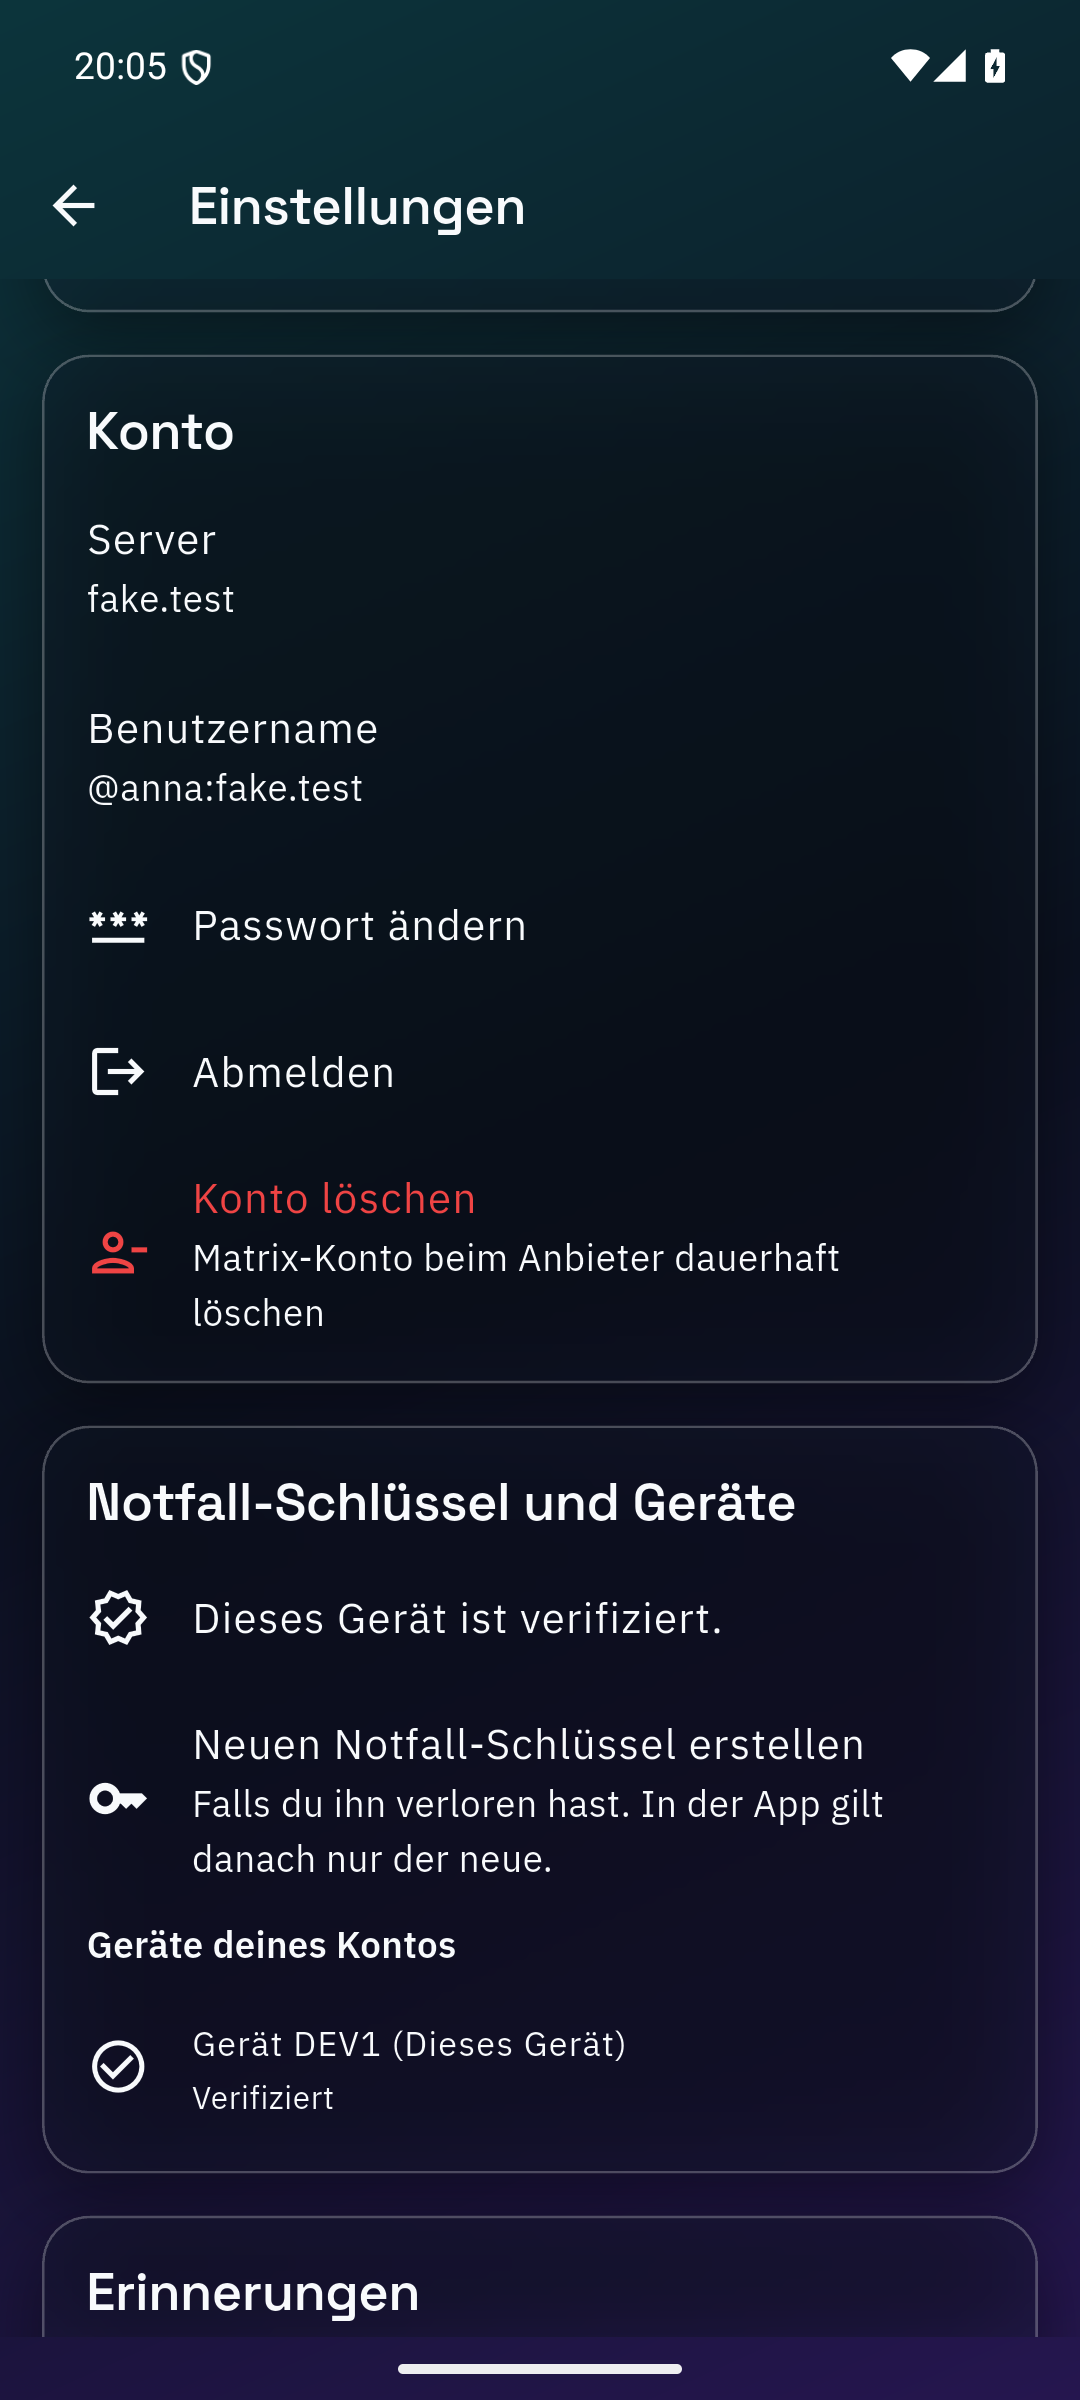 20:05
Einstellungen
Konto
Server
fake.test
Benutzername
@anna:fake.test
Passwort ändern
Abmelden
Konto löschen
Matrix-Konto beim Anbieter dauerhaft
löschen
Notfall-Schlüssel und Geräte
Dieses Gerät ist verifiziert.
Neuen Notfall-Schlüssel erstellen
Falls du ihn verloren hast. In der App gilt
danach nur der neue.
Geräte deines Kontos
Gerät DEV1 (Dieses Gerät)
Verifiziert
Erinnerungen